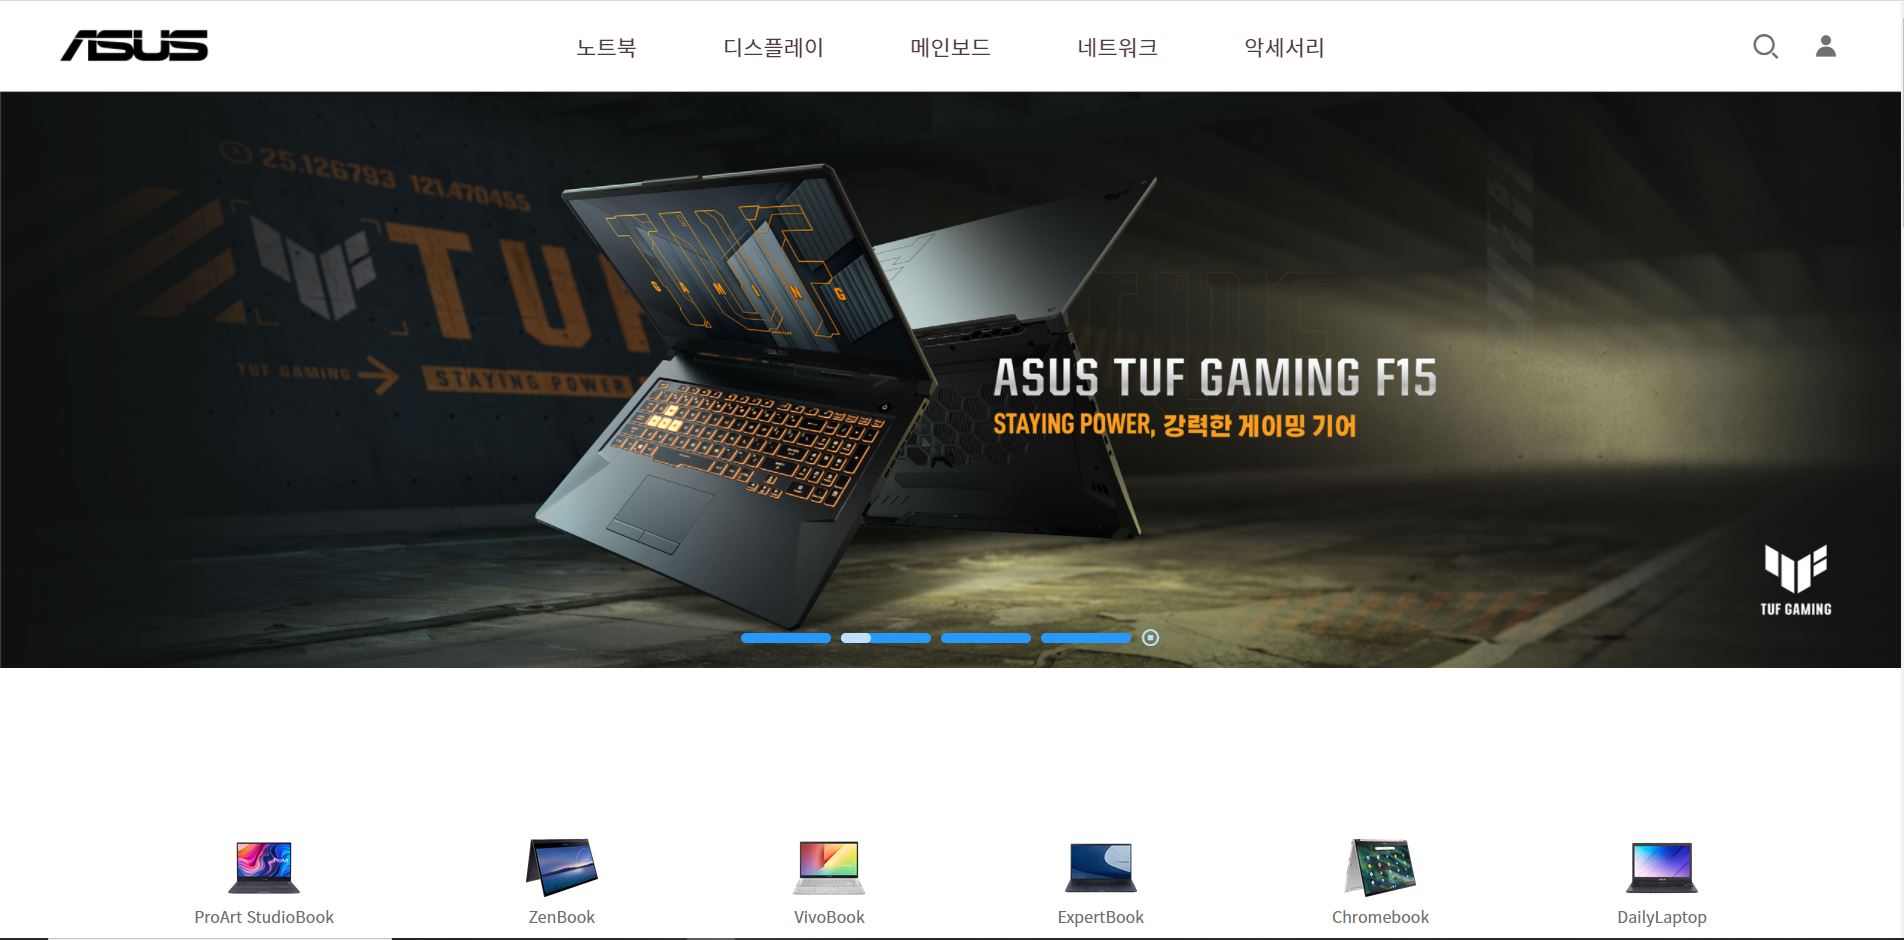 ASUS
노트북
디스플레이
메인보드
네트워크
악세서리
25.126793 121.470455
TUF
TUF GAMING
STAYING POWER
TUF
GAMING
ASUS TUF GAMING F15
STAYING POWER, 강력한 게이밍 기어
TUF GAMING
ProArt StudioBook
ZenBook
VivoBook
ExpertBook
Chromebook
DailyLaptop